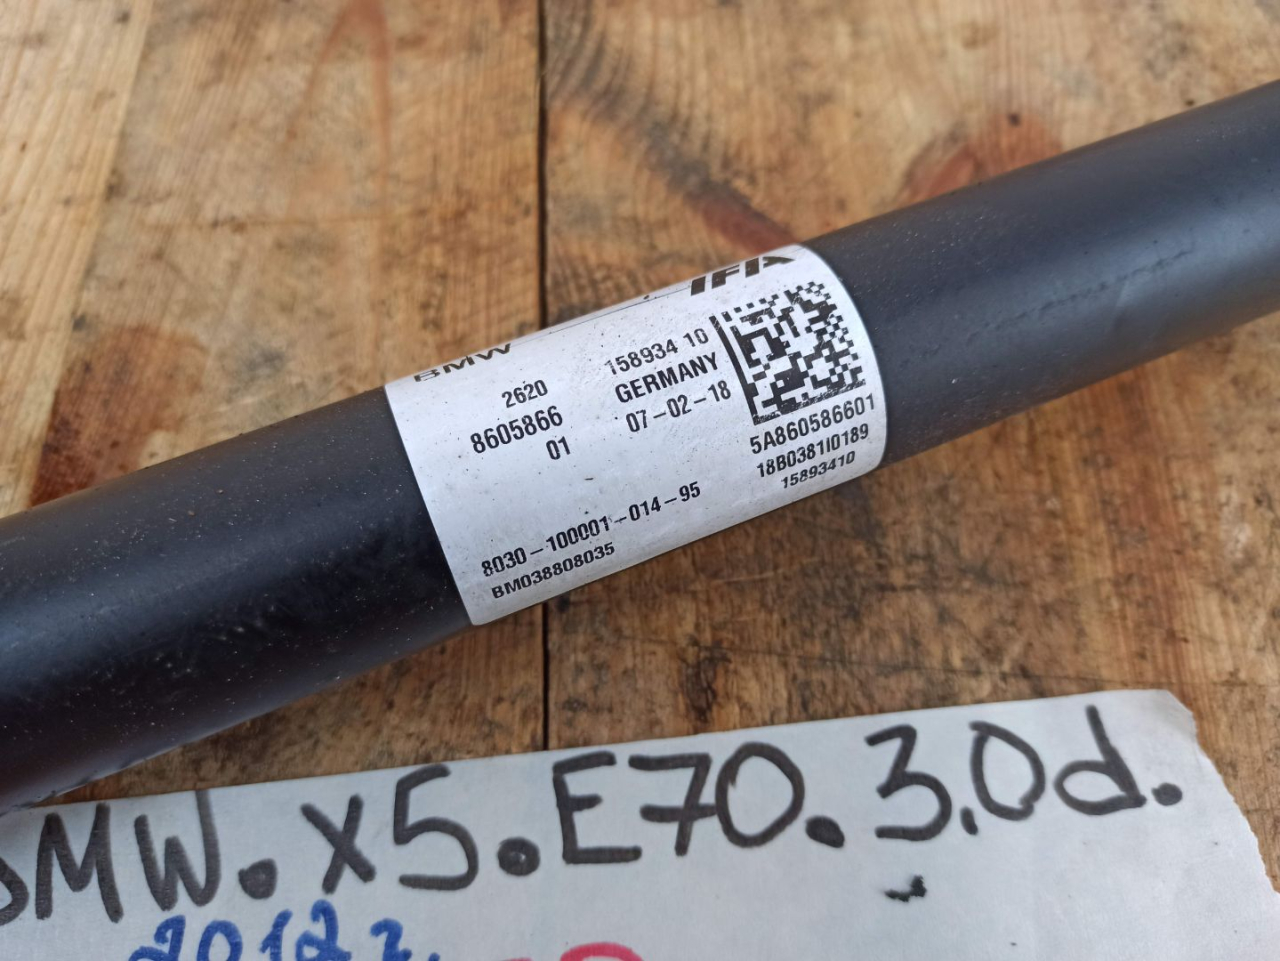 BMW IFA
2620 158934 10
8605866 GERMANY
01 07-02-18
5A860586601
18B0381I0189
15893410
8030-100001-014-95
BM038808035
BMW. X5. E70. 3.0d.
2012г.